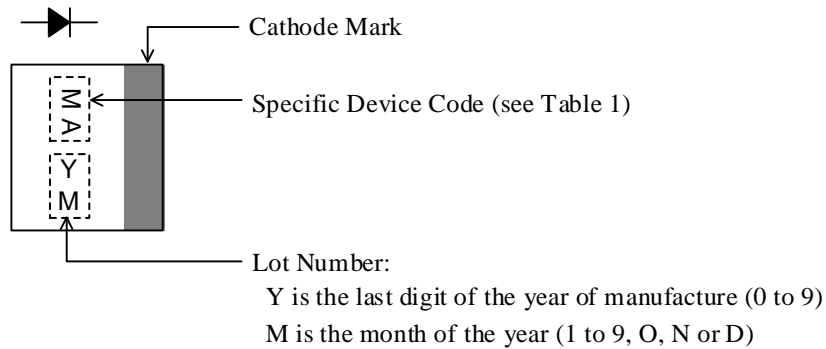 Cathode Mark
MA
Specific Device Code (see Table 1)
Y
M
Lot Number:
Y is the last digit of the year of manufacture (0 to 9)
M is the month of the year (1 to 9, O, N or D)